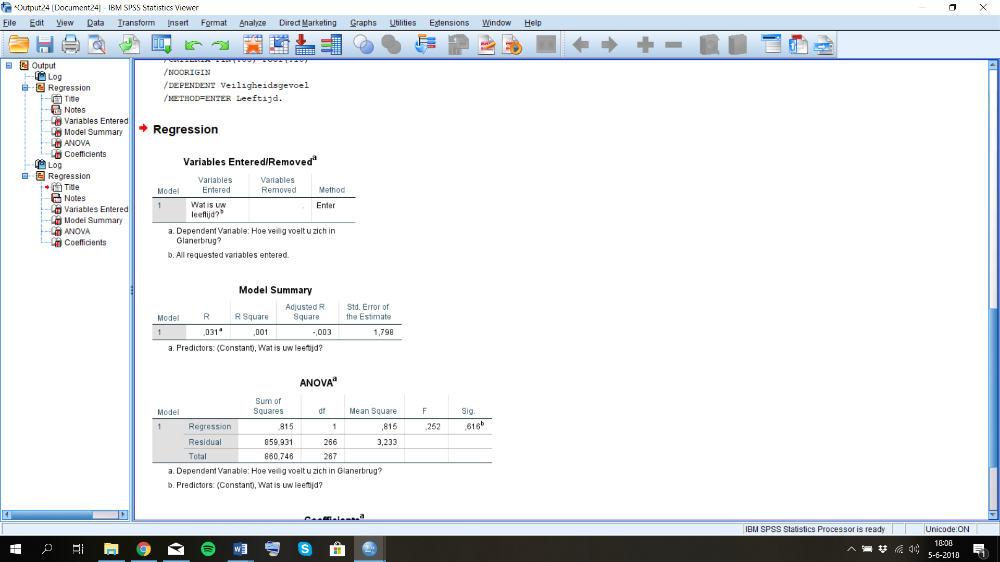 *Output24 [Document24] - IBM SPSS Statistics Viewer
File Edit View Data Transform Insert Format Analyze Direct Marketing Graphs Utilities Extensions Window Help
Output
Log
Regression
Title
Notes
Variables Entered
Model Summary
ANOVA
Coefficients
Log
Regression
Title
Notes
Variables Entered
Model Summary
ANOVA
Coefficients
/NOORIGIN
/DEPENDENT Veiligheidsgevoel
/METHOD=ENTER Leeftijd.
Regression
Variables Entered/Removed^a
Model Variables Entered Variables Removed Method
1 Wat is uw leeftijd?^b . Enter
a. Dependent Variable: Hoe veilig voelt u zich in
Glanerbrug?
b. All requested variables entered.
Model Summary
Model R R Square Adjusted R Square Std. Error of the Estimate
1 ,031^a ,001 -,003 1,798
a. Predictors: (Constant), Wat is uw leeftijd?
ANOVA^a
Model Sum of Squares df Mean Square F Sig.
1 Regression ,815 1 ,815 ,252 ,616^b
Residual 859,931 266 3,233
Total 860,746 267
a. Dependent Variable: Hoe veilig voelt u zich in Glanerbrug?
b. Predictors: (Constant), Wat is uw leeftijd?
Coefficients^a
IBM SPSS Statistics Processor is ready Unicode:ON
18:08
5-6-2018
1